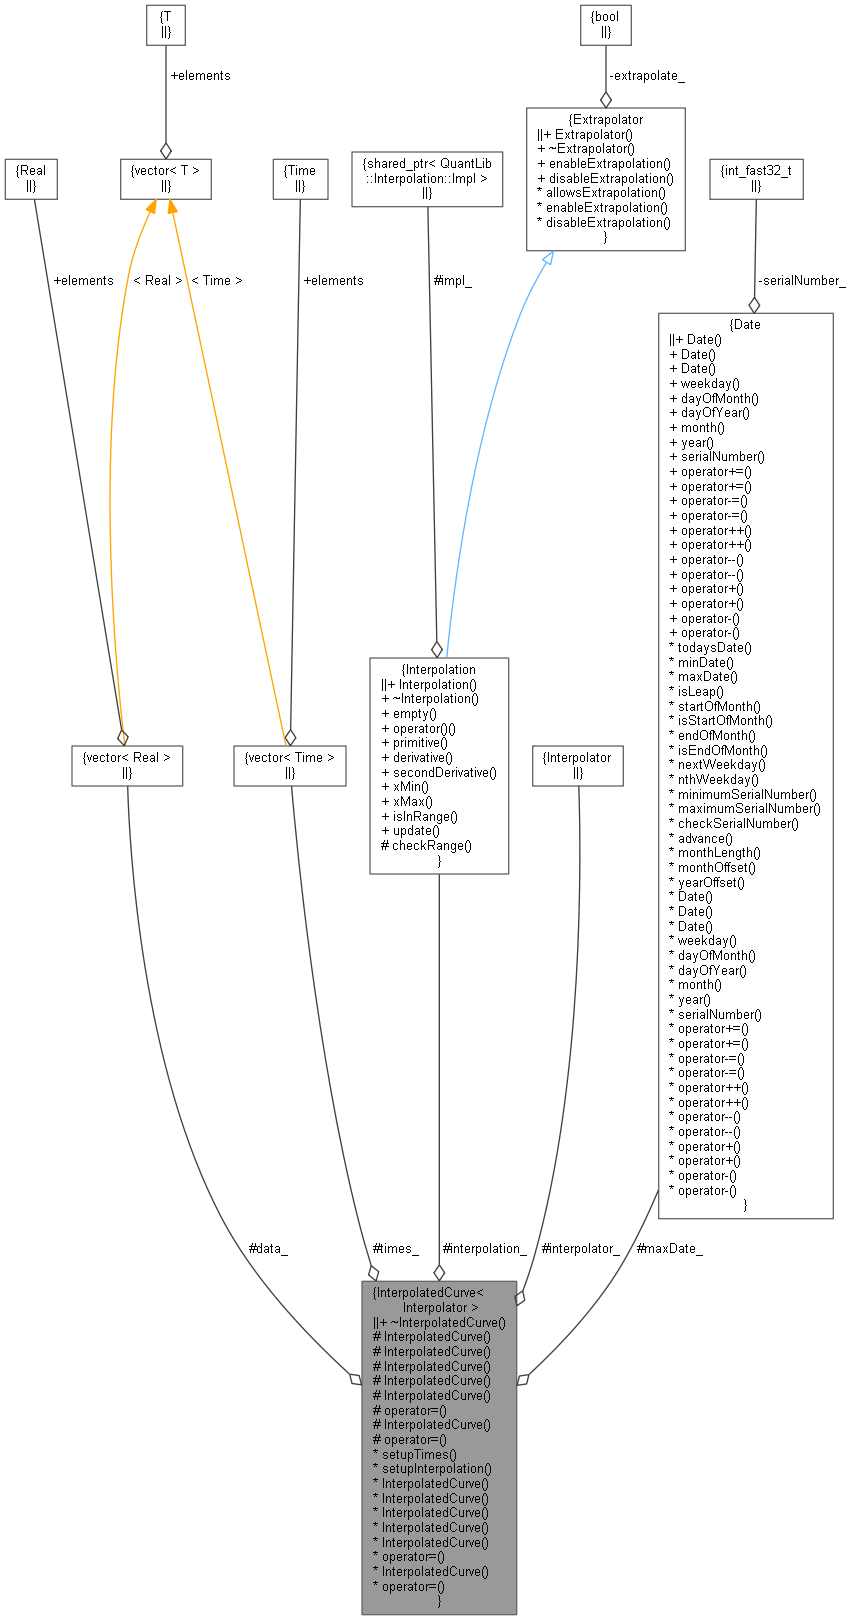 {T
||}
+elements
{bool
||}
-extrapolate_
{Real
||}
{vector< T >
||}
{Time
||}
{shared_ptr< QuantLib
::Interpolation::Impl >
||}
{Extrapolator
||+ Extrapolator()
+ ~Extrapolator()
+ enableExtrapolation()
+ disableExtrapolation()
* allowsExtrapolation()
* enableExtrapolation()
* disableExtrapolation()
}
{int_fast32_t
||}
+elements
< Real >
< Time >
+elements
#impl_
-serialNumber_
{Date
||+ Date()
+ Date()
+ Date()
+ weekday()
+ dayOfMonth()
+ dayOfYear()
+ month()
+ year()
+ serialNumber()
+ operator+=()
+ operator+=()
+ operator-=()
+ operator-=()
+ operator++()
+ operator++()
+ operator--()
+ operator--()
+ operator+()
+ operator+()
+ operator-()
+ operator-()
* todaysDate()
* minDate()
* maxDate()
* isLeap()
* startOfMonth()
* isStartOfMonth()
* endOfMonth()
* isEndOfMonth()
* nextWeekday()
* nthWeekday()
* minimumSerialNumber()
* maximumSerialNumber()
* checkSerialNumber()
* advance()
* monthLength()
* monthOffset()
* yearOffset()
* Date()
* Date()
* Date()
* weekday()
* dayOfMonth()
* dayOfYear()
* month()
* year()
* serialNumber()
* operator+=()
* operator+=()
* operator-=()
* operator-=()
* operator++()
* operator++()
* operator--()
* operator--()
* operator+()
* operator+()
* operator-()
* operator-()
}
{Interpolation
||+ Interpolation()
+ ~Interpolation()
+ empty()
+ operator()()
+ primitive()
+ derivative()
+ secondDerivative()
+ xMin()
+ xMax()
+ isInRange()
+ update()
# checkRange()
}
{vector< Real >
||}
{vector< Time >
||}
{Interpolator
||}
#data_
#times_
#interpolation_
#interpolator_
#maxDate_
{InterpolatedCurve<
Interpolator >
||+ ~InterpolatedCurve()
# InterpolatedCurve()
# InterpolatedCurve()
# InterpolatedCurve()
# InterpolatedCurve()
# InterpolatedCurve()
# operator=()
# InterpolatedCurve()
# operator=()
* setupTimes()
* setupInterpolation()
* InterpolatedCurve()
* InterpolatedCurve()
* InterpolatedCurve()
* InterpolatedCurve()
* InterpolatedCurve()
* operator=()
* InterpolatedCurve()
* operator=()
}